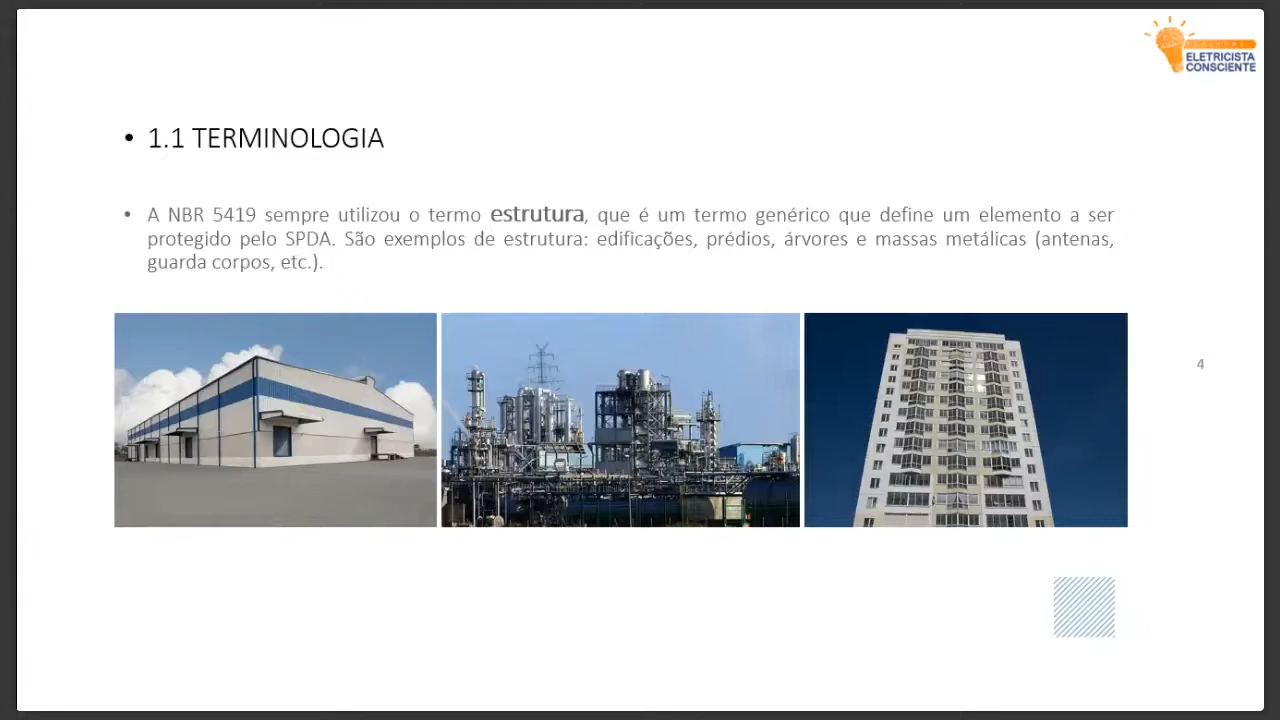 ELETRICISTA
CONSCIENTE
• 1.1 TERMINOLOGIA
• A NBR 5419 sempre utilizou o termo estrutura, que é um termo genérico que define um elemento a ser
protegido pelo SPDA. São exemplos de estrutura: edificações, prédios, árvores e massas metálicas (antenas,
guarda corpos, etc.).
4